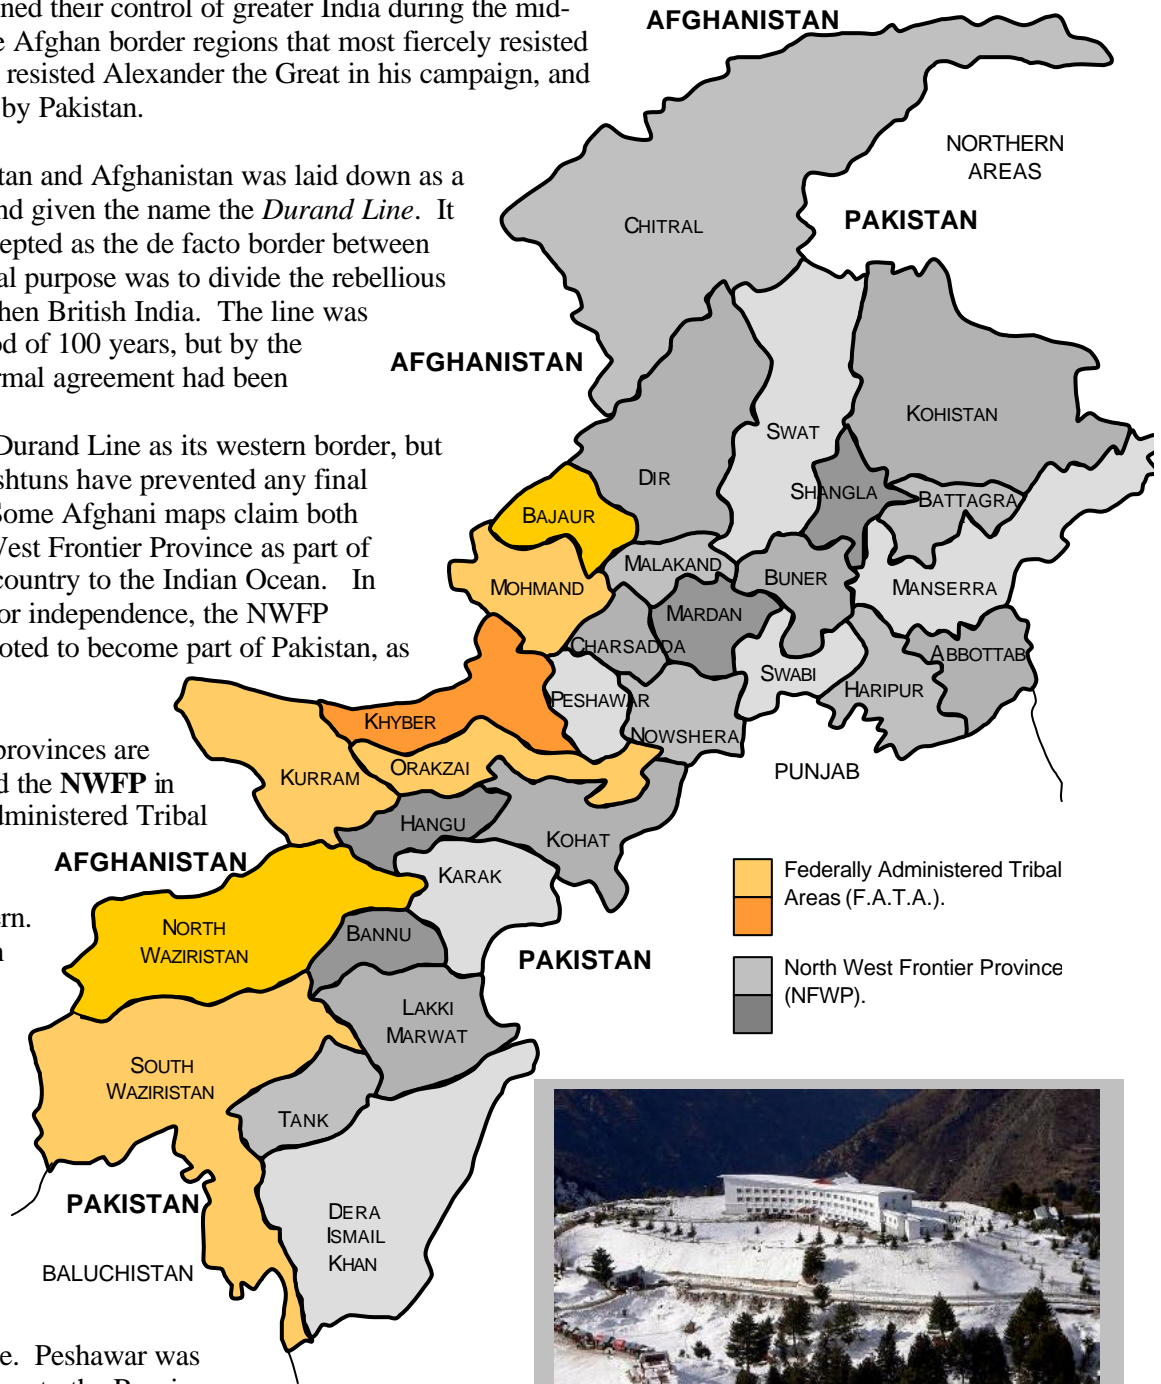 ned their control of greater India during the mid-
e Afghan border regions that most fiercely resisted
resisted Alexander the Great in his campaign, and
by Pakistan.
tan and Afghanistan was laid down as a
nd given the name the Durand Line.  It
epted as the de facto border between
al purpose was to divide the rebellious
hen British India.  The line was
od of 100 years, but by the
rmal agreement had been
Durand Line as its western border, but
shtuns have prevented any final
Some Afghani maps claim both
West Frontier Province as part of
country to the Indian Ocean.   In
or independence, the NWFP
oted to become part of Pakistan, as
provinces are
d the NWFP in
dministered Tribal
ern.
n
e.  Peshawar was
AFGHANISTAN
NORTHERN
AREAS
PAKISTAN
CHITRAL
AFGHANISTAN
KOHISTAN
SWAT
DIR
SHANGLA
BATTAGRA
BAJAUR
MALAKAND
BUNER
MANSERRA
MOHMAND
MARDAN
CHARSADDA
ABBOTTAB
SWABI
HARIPUR
PESHAWAR
KHYBER
NOWSHERA
PUNJAB
ORAKZAI
KURRAM
HANGU
KOHAT
AFGHANISTAN
KARAK
NORTH
WAZIRISTAN
BANNU
PAKISTAN
LAKKI
MARWAT
SOUTH
WAZIRISTAN
TANK
PAKISTAN
DERA
ISMAIL
KHAN
BALUCHISTAN
Federally Administered Tribal
Areas (F.A.T.A.).
North West Frontier Province
(NFWP).